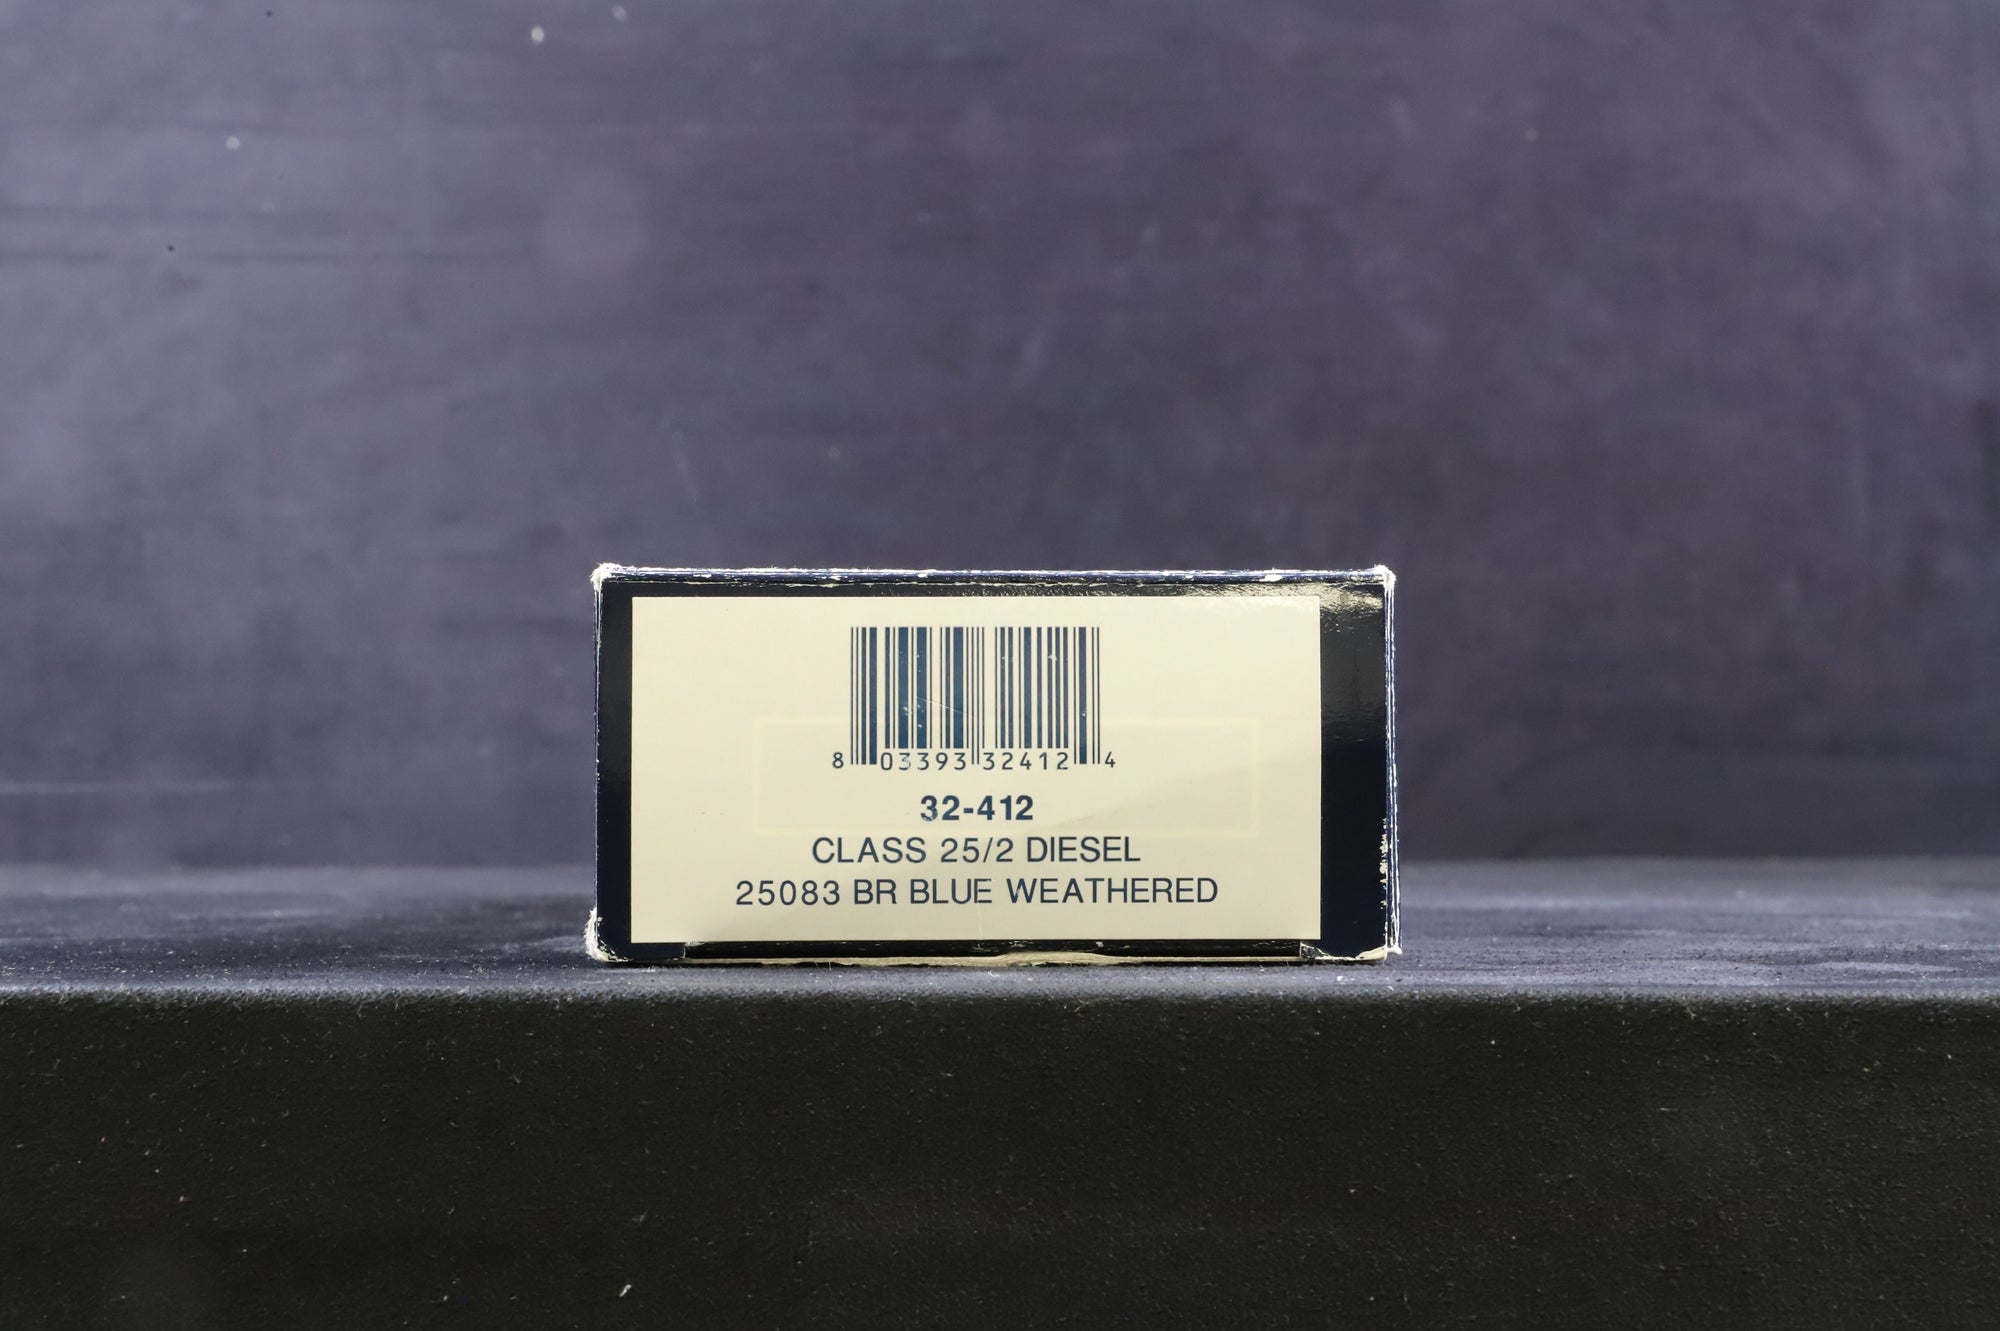 8 03393 32412 4
32-412
CLASS 25/2 DIESEL
25083 BR BLUE WEATHERED